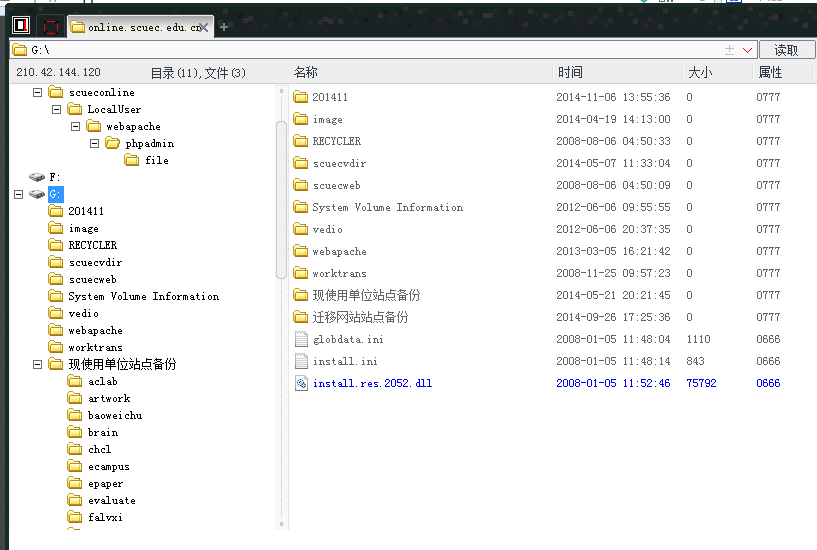 online.scuec.edu.cn
G:\
读取
210.42.144.120 目录(11),文件(3)
名称 时间 大小 属性
scueconline
LocalUser
webapache
phpadmin
file
F:
G:
201411
image
RECYCLER
scuecvdir
scuecweb
System Volume Information
vedio
webapache
worktrans
现使用单位站点备份
aclab
artwork
baoweichu
brain
chcl
ecampus
epaper
evaluate
falvxi
201411 2014-11-06 13:55:36 0 0777
image 2014-04-19 14:13:00 0 0777
RECYCLER 2008-08-06 04:50:33 0 0777
scuecvdir 2014-05-07 11:33:04 0 0777
scuecweb 2008-08-06 04:50:09 0 0777
System Volume Information 2012-06-06 09:55:55 0 0777
vedio 2012-06-06 20:37:35 0 0777
webapache 2013-03-05 16:21:42 0 0777
worktrans 2008-11-25 09:57:23 0 0777
现使用单位站点备份 2014-05-21 20:21:45 0 0777
迁移网站站点备份 2014-09-26 17:25:36 0 0777
globdata.ini 2008-01-05 11:48:04 1110 0666
install.ini 2008-01-05 11:48:14 843 0666
install.res.2052.dll 2008-01-05 11:52:46 75792 0666